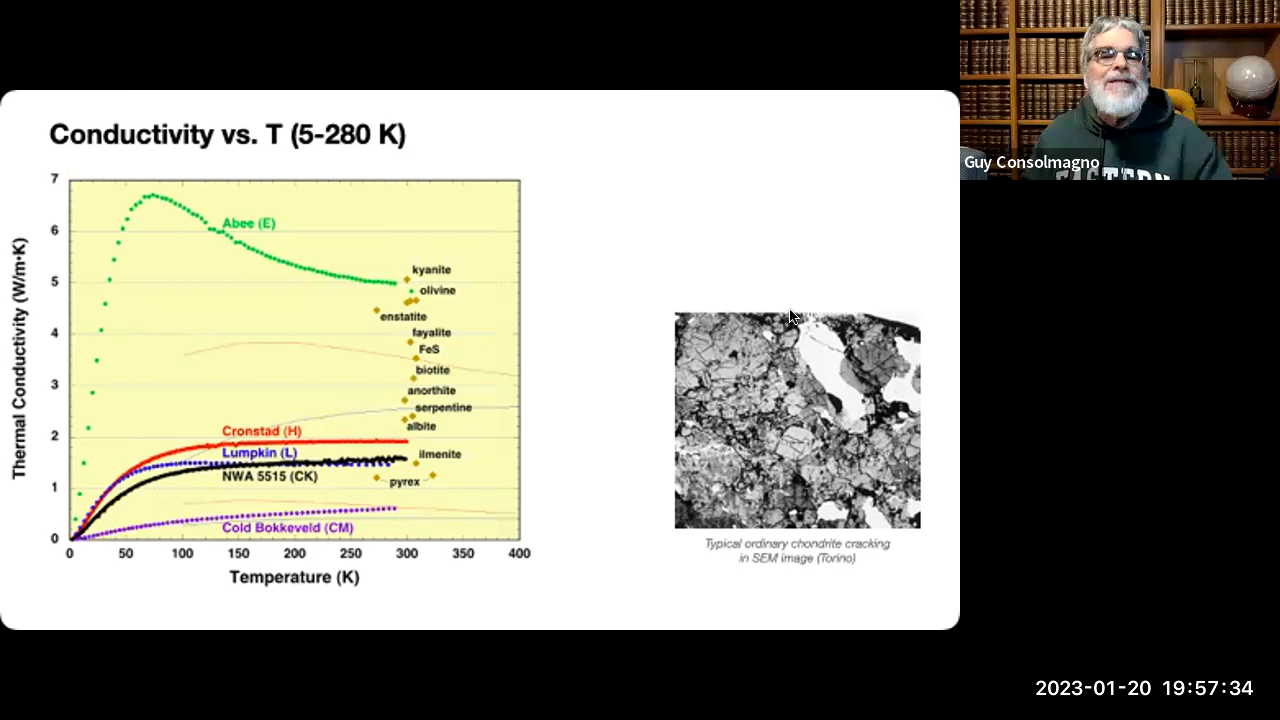 Conductivity vs. T (5-280 K)
Thermal Conductivity (W/m•K)
7
6
5
4
3
2
1
0
Abee (E)
kyanite
olivine
enstatite
fayalite
FeS
biotite
anorthite
serpentine
albite
Cronstad (H)
Lumpkin (L)
NWA 5515 (CK)
ilmenite
pyrex
Cold Bokkeveld (CM)
0 50 100 150 200 250 300 350 400
Temperature (K)
Typical ordinary chondrite cracking
in SEM image (Torino)
Guy Consolmagno
EASTERN
2023-01-20 19:57:34